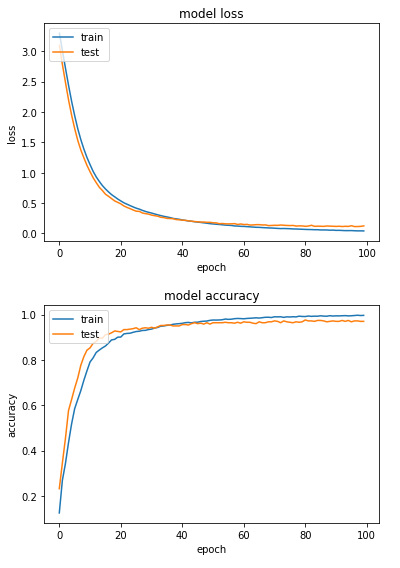 model loss
train
test
3.0
2.5
2.0
1.5
1.0
0.5
0.0
loss
0 20 40 60 80 100
epoch
model accuracy
train
test
1.0
0.8
0.6
0.4
0.2
accuracy
0 20 40 60 80 100
epoch